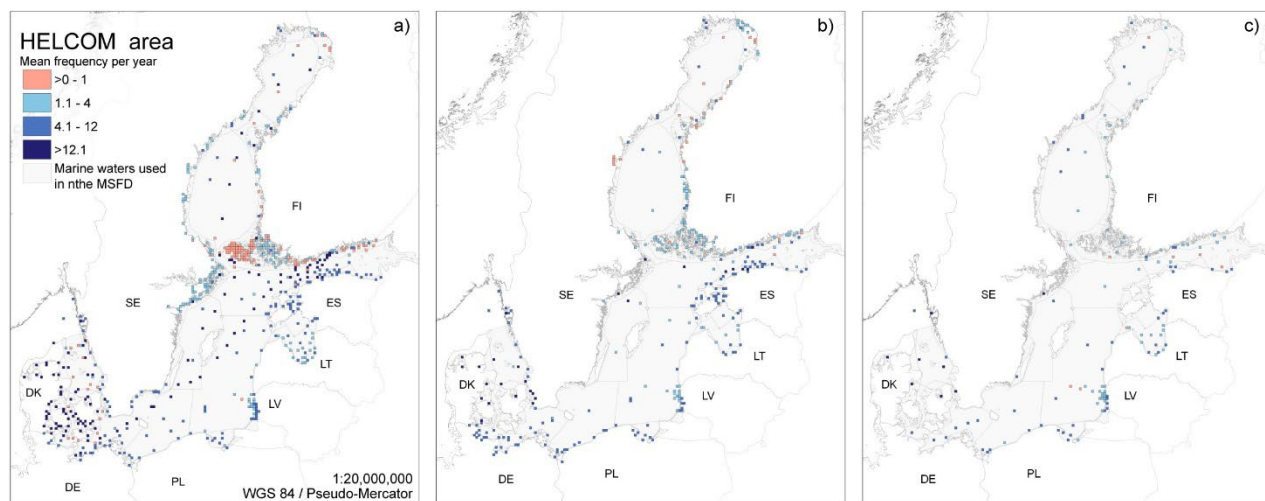 a)
HELCOM area
Mean frequency per year
>0 - 1
1.1 - 4
4.1 - 12
>12.1
Marine waters used
in nthe MSFD
FI
SE
ES
LT
DK
LV
DE
PL
1:20,000,000
WGS 84 / Pseudo-Mercator
b)
FI
SE
ES
LT
DK
LV
DE
PL
c)
FI
SE
ES
LT
DK
LV
DE
PL